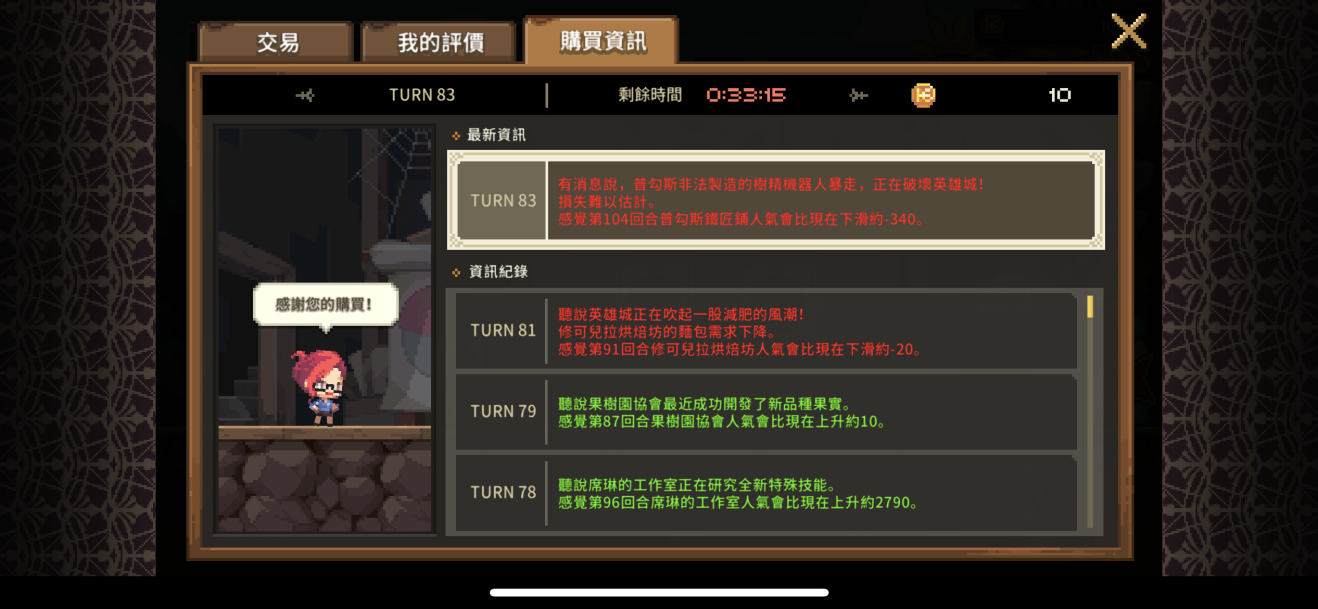 交易
我的評價
購買資訊
TURN 83
剩餘時間 0:33:15
10
最新資訊
TURN 83
有消息說，普勾斯非法製造的樹精機器人暴走，正在破壞英雄城！
損失難以估計。
感覺第104回合普勾斯鐵匠鋪人氣會比現在下滑約-340。
資訊紀錄
TURN 81
聽說英雄城正在吹起一股減肥的風潮！
修可兒拉烘焙坊的麵包需求下降。
感覺第91回合修可兒拉烘焙坊人氣會比現在下滑約-20。
TURN 79
聽說果樹園協會最近成功開發了新品種果實。
感覺第87回合果樹園協會人氣會比現在上升約10。
TURN 78
聽說席琳的工作室正在研究全新特殊技能。
感覺第96回合席琳的工作室人氣會比現在上升約2790。
感謝您的購買！